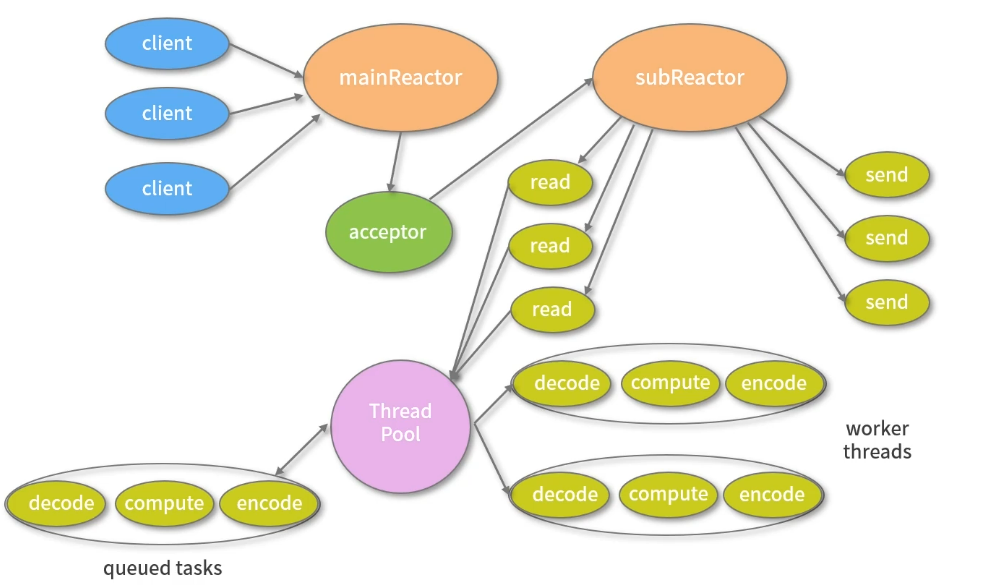 client
mainReactor
subReactor
client
client
acceptor
read
send
read
send
read
send
Thread
Pool
decode compute encode
worker
threads
decode compute encode
decode compute encode
queued tasks